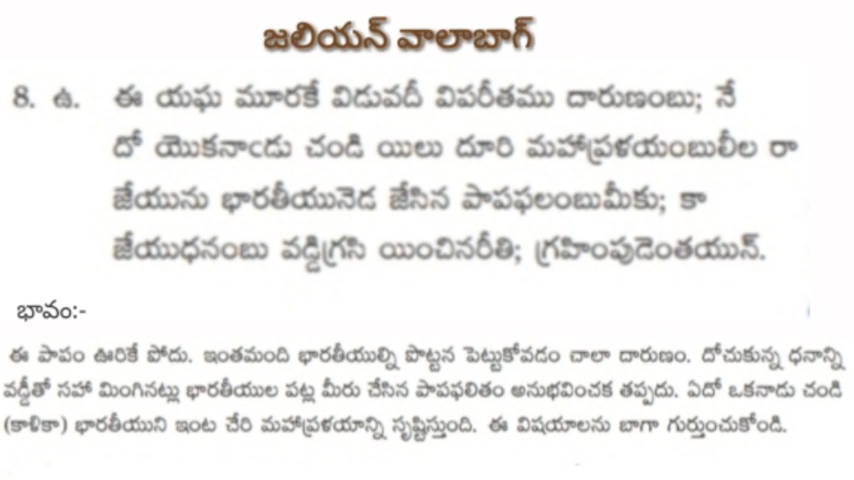 జలియన్ వాలాబాగ్
8. ఉ. ఈ యఘ మూరకే విడువదీ విపరీతము దారుణంబు; నే
దో యొకనాఁడు చండి యిలు దూరి మహాప్రళయంబులీల రా
జేయును భారతీయునెడ జేసిన పాపఫలంబుమీకు; కా
జేయుధనంబు వడ్డిగ్రసి యించినరీతి; గ్రహింపుడెంతయున్.
భావం:-
ఈ పాపం ఊరికే పోదు. ఇంతమంది భారతీయుల్ని పొట్టన పెట్టుకోవడం చాలా దారుణం. దోచుకున్న ధనాన్ని
వడ్డీతో సహా మింగినట్లు భారతీయుల పట్ల మీరు చేసిన పాపఫలితం అనుభవించక తప్పదు. ఏదో ఒకనాడు చండి
(కాళికా) భారతీయుని ఇంట చేరి మహాప్రళయాన్ని సృష్టిస్తుంది. ఈ విషయాలను బాగా గుర్తుంచుకోండి.